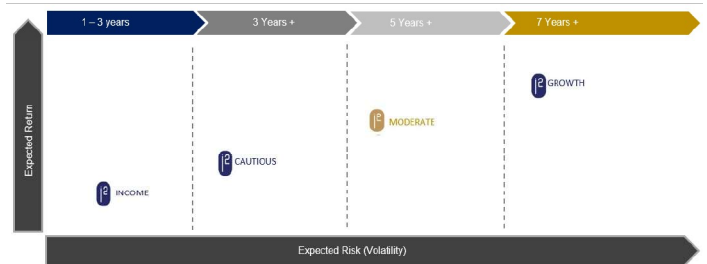 1 – 3 years
3 Years +
5 Years +
7 Years +
Expected Return
GROWTH
MODERATE
CAUTIOUS
INCOME
Expected Risk (Volatility)